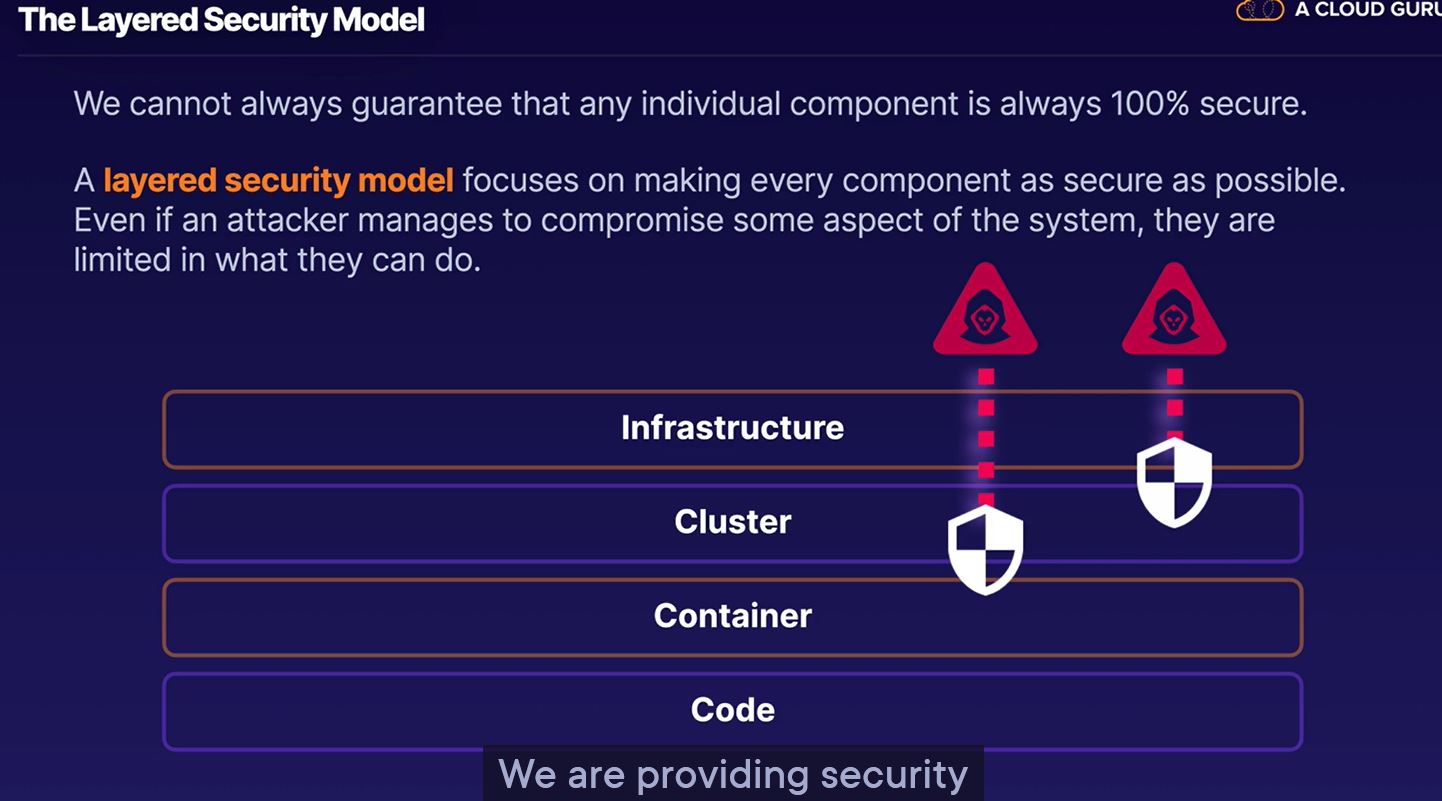 The Layered Security Model
A CLOUD GURU
We cannot always guarantee that any individual component is always 100% secure.
A layered security model focuses on making every component as secure as possible.
Even if an attacker manages to compromise some aspect of the system, they are
limited in what they can do.
Infrastructure
Cluster
Container
Code
We are providing security